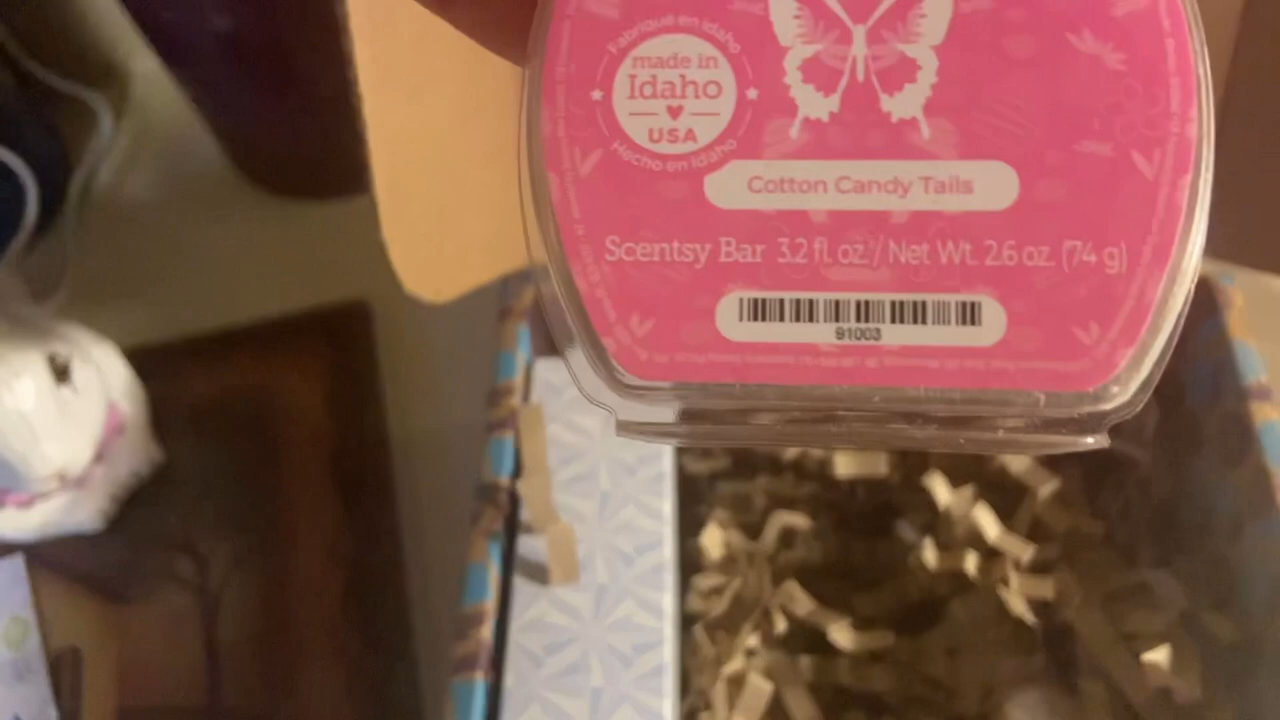 Fabriqué en Idaho
made in
Idaho
USA
Hecho en Idaho
Cotton Candy Tails
Scentsy Bar 3.2 fl. oz. / Net Wt. 2.6 oz. (74 g)
91003